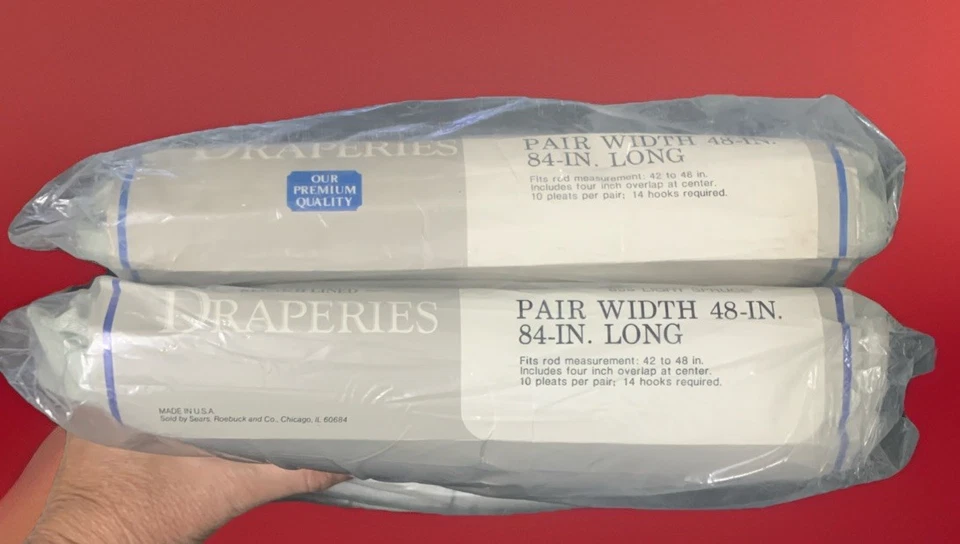 DRAPERIES
OUR
PREMIUM
QUALITY
PAIR WIDTH 48-IN.
84-IN. LONG
Fits rod measurement: 42 to 48 in.
Includes four inch overlap at center.
10 pleats per pair; 14 hooks required.
DRAPERIES
MADE IN U.S.A.
Sold by Sears, Roebuck and Co., Chicago, IL 60684
PAIR WIDTH 48-IN.
84-IN. LONG
Fits rod measurement: 42 to 48 in.
Includes four inch overlap at center.
10 pleats per pair; 14 hooks required.